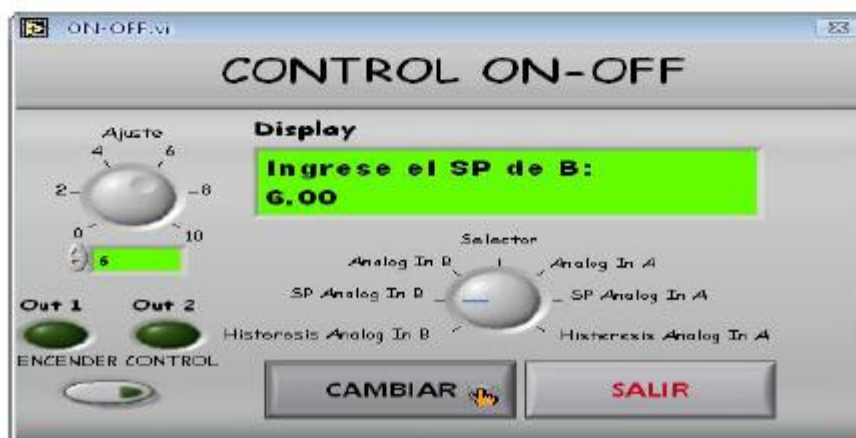 ON-OFF.vi
CONTROL ON-OFF
Ajuste
4 6
2 8
0 10
6
Display
Ingrese el SP de B:
6.00
Selector
Analog In B Analog In A
SP Analog In B SP Analog In A
Histeresis Analog In B Histeresis Analog In A
Out 1 Out 2
ENCENDER CONTROL
CAMBIAR SALIR